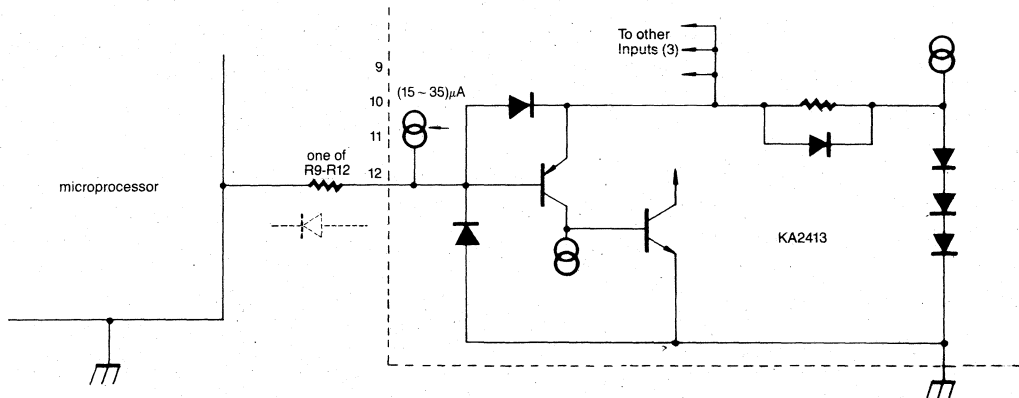 To other
Inputs (3)
9
(15 ~ 35)μA
10
11
one of
R9-R12
12
microprocessor
KA2413